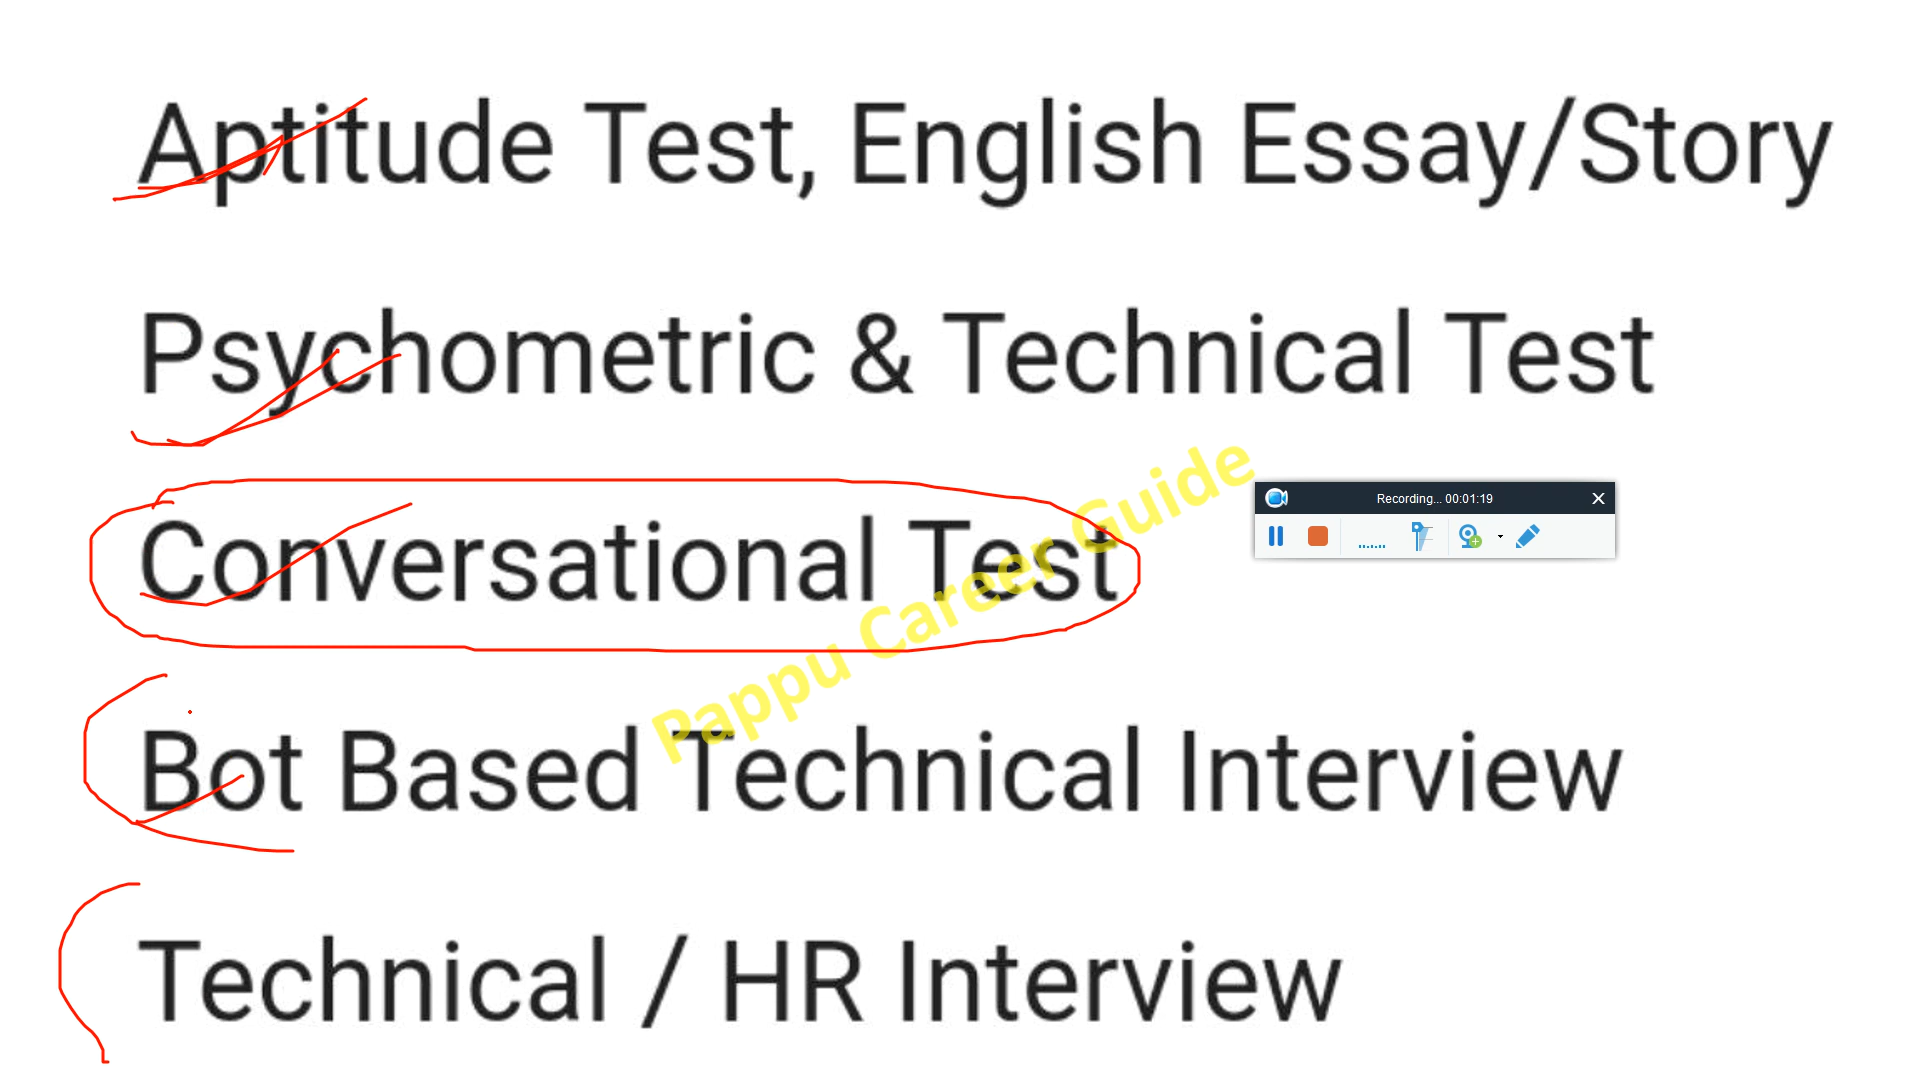 Aptitude Test, English Essay/Story
Psychometric & Technical Test
Conversational Test
Pappu Career Guide
Recording... 00:01:19
Bot Based Technical Interview
Technical / HR Interview